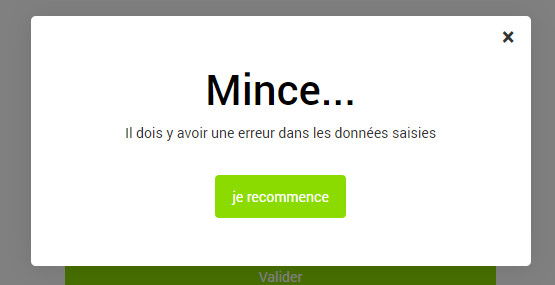 ×
Mince...
Il dois y avoir une erreur dans les données saisies
je recommence
Valider